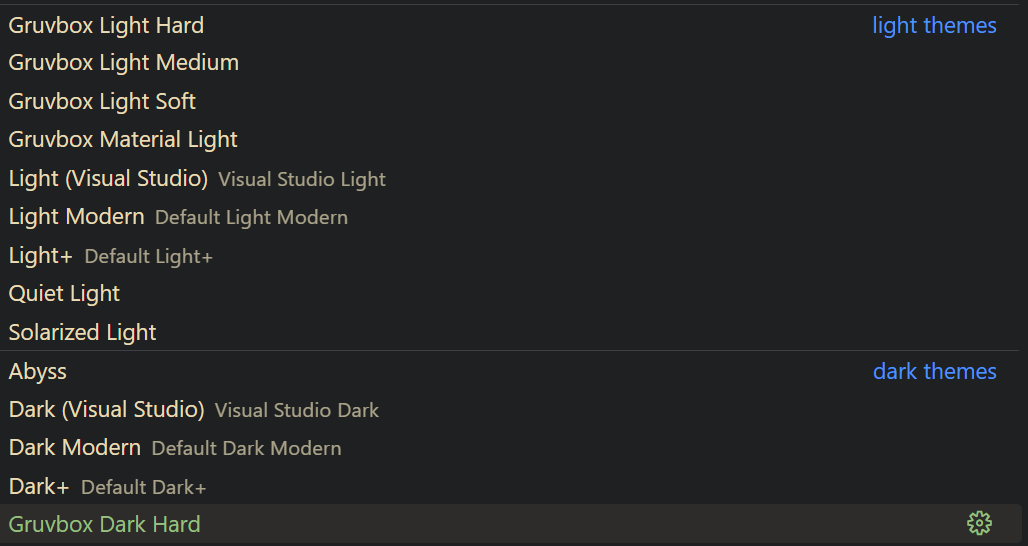 Gruvbox Light Hard light themes
Gruvbox Light Medium
Gruvbox Light Soft
Gruvbox Material Light
Light (Visual Studio) Visual Studio Light
Light Modern Default Light Modern
Light+ Default Light+
Quiet Light
Solarized Light
Abyss dark themes
Dark (Visual Studio) Visual Studio Dark
Dark Modern Default Dark Modern
Dark+ Default Dark+
Gruvbox Dark Hard